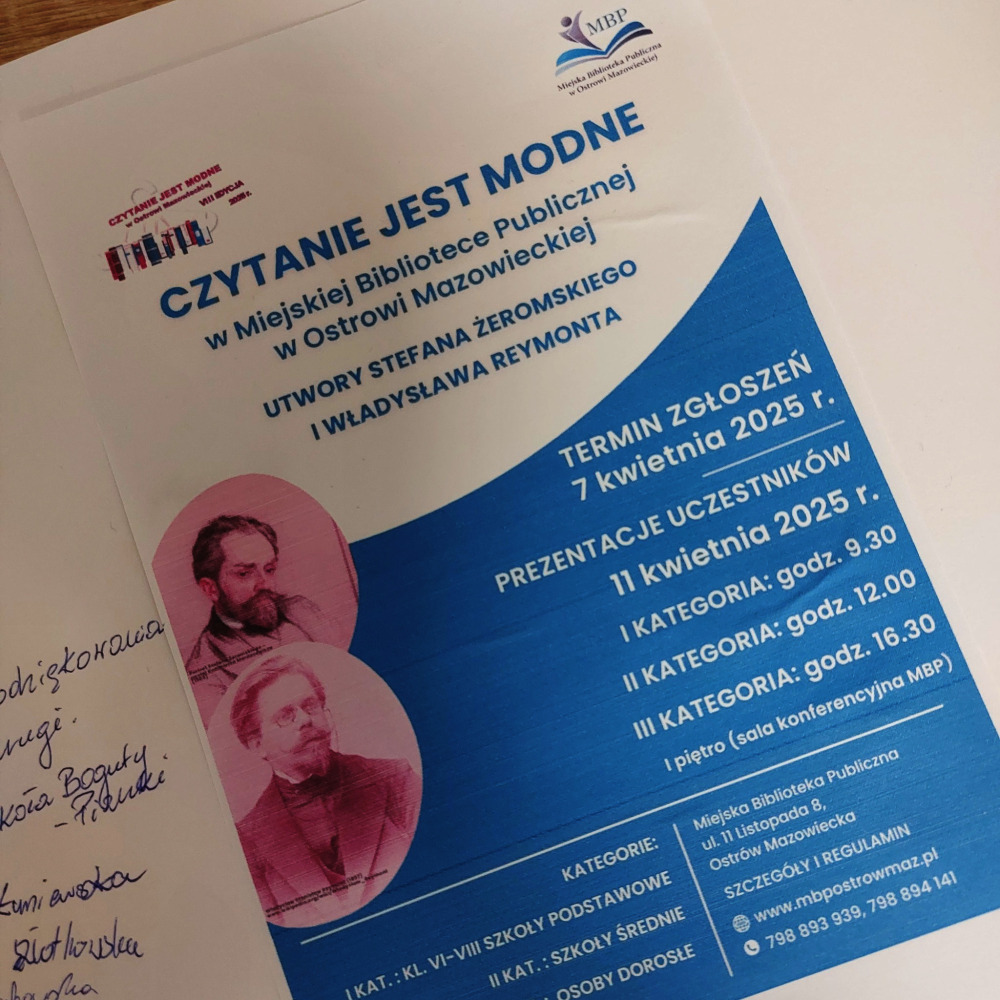 MBP
Miejska Biblioteka Publiczna
w Ostrowi Mazowieckiej
CZYTANIE JEST MODNE
w Ostrowi Mazowieckiej
VIII EDYCJA
2025 r.
CZYTANIE JEST MODNE
w Miejskiej Bibliotece Publicznej
w Ostrowi Mazowieckiej
UTWORY STEFANA ŻEROMSKIEGO
I WŁADYSŁAWA REYMONTA
TERMIN ZGŁOSZEŃ
7 kwietnia 2025 r.
PREZENTACJE UCZESTNIKÓW
11 kwietnia 2025 r.
I KATEGORIA: godz. 9.30
II KATEGORIA: godz. 12.00
III KATEGORIA: godz. 16.30
I piętro (sala konferencyjna MBP)
KATEGORIE:
I KAT. : KL. VI-VIII SZKOŁY PODSTAWOWE
II KAT. : SZKOŁY ŚREDNIE
OSOBY DOROSŁE
Miejska Biblioteka Publiczna
ul. 11 Listopada 8,
Ostrów Mazowiecka
SZCZEGÓŁY I REGULAMIN
www.mbpostrowmaz.pl
798 893 939, 798 894 141
odziękowania
Boguty
- Pianki